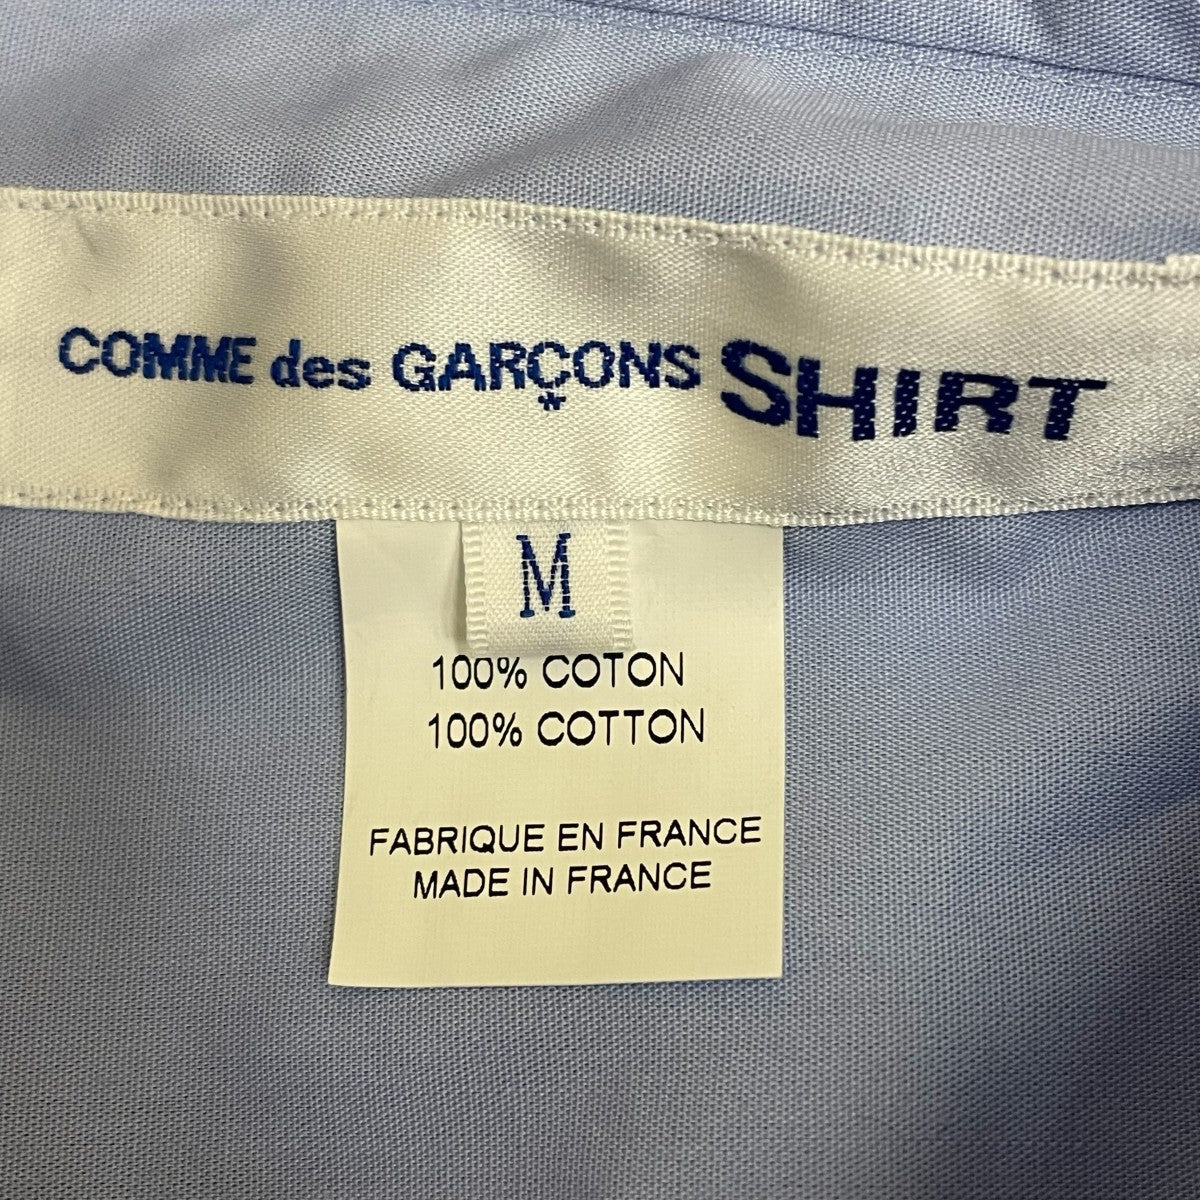 COMME des GARÇONS SHIRT
*
M
100% COTON
100% COTTON
FABRIQUE EN FRANCE
MADE IN FRANCE